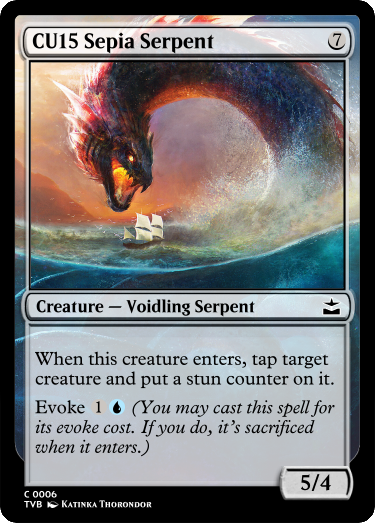 CU15 Sepia Serpent 7
Creature — Voidling Serpent
When this creature enters, tap target
creature and put a stun counter on it.
Evoke 1 (You may cast this spell for
its evoke cost. If you do, it's sacrificed
when it enters.)
5/4
C 0006
TVB Katinka Thorondor